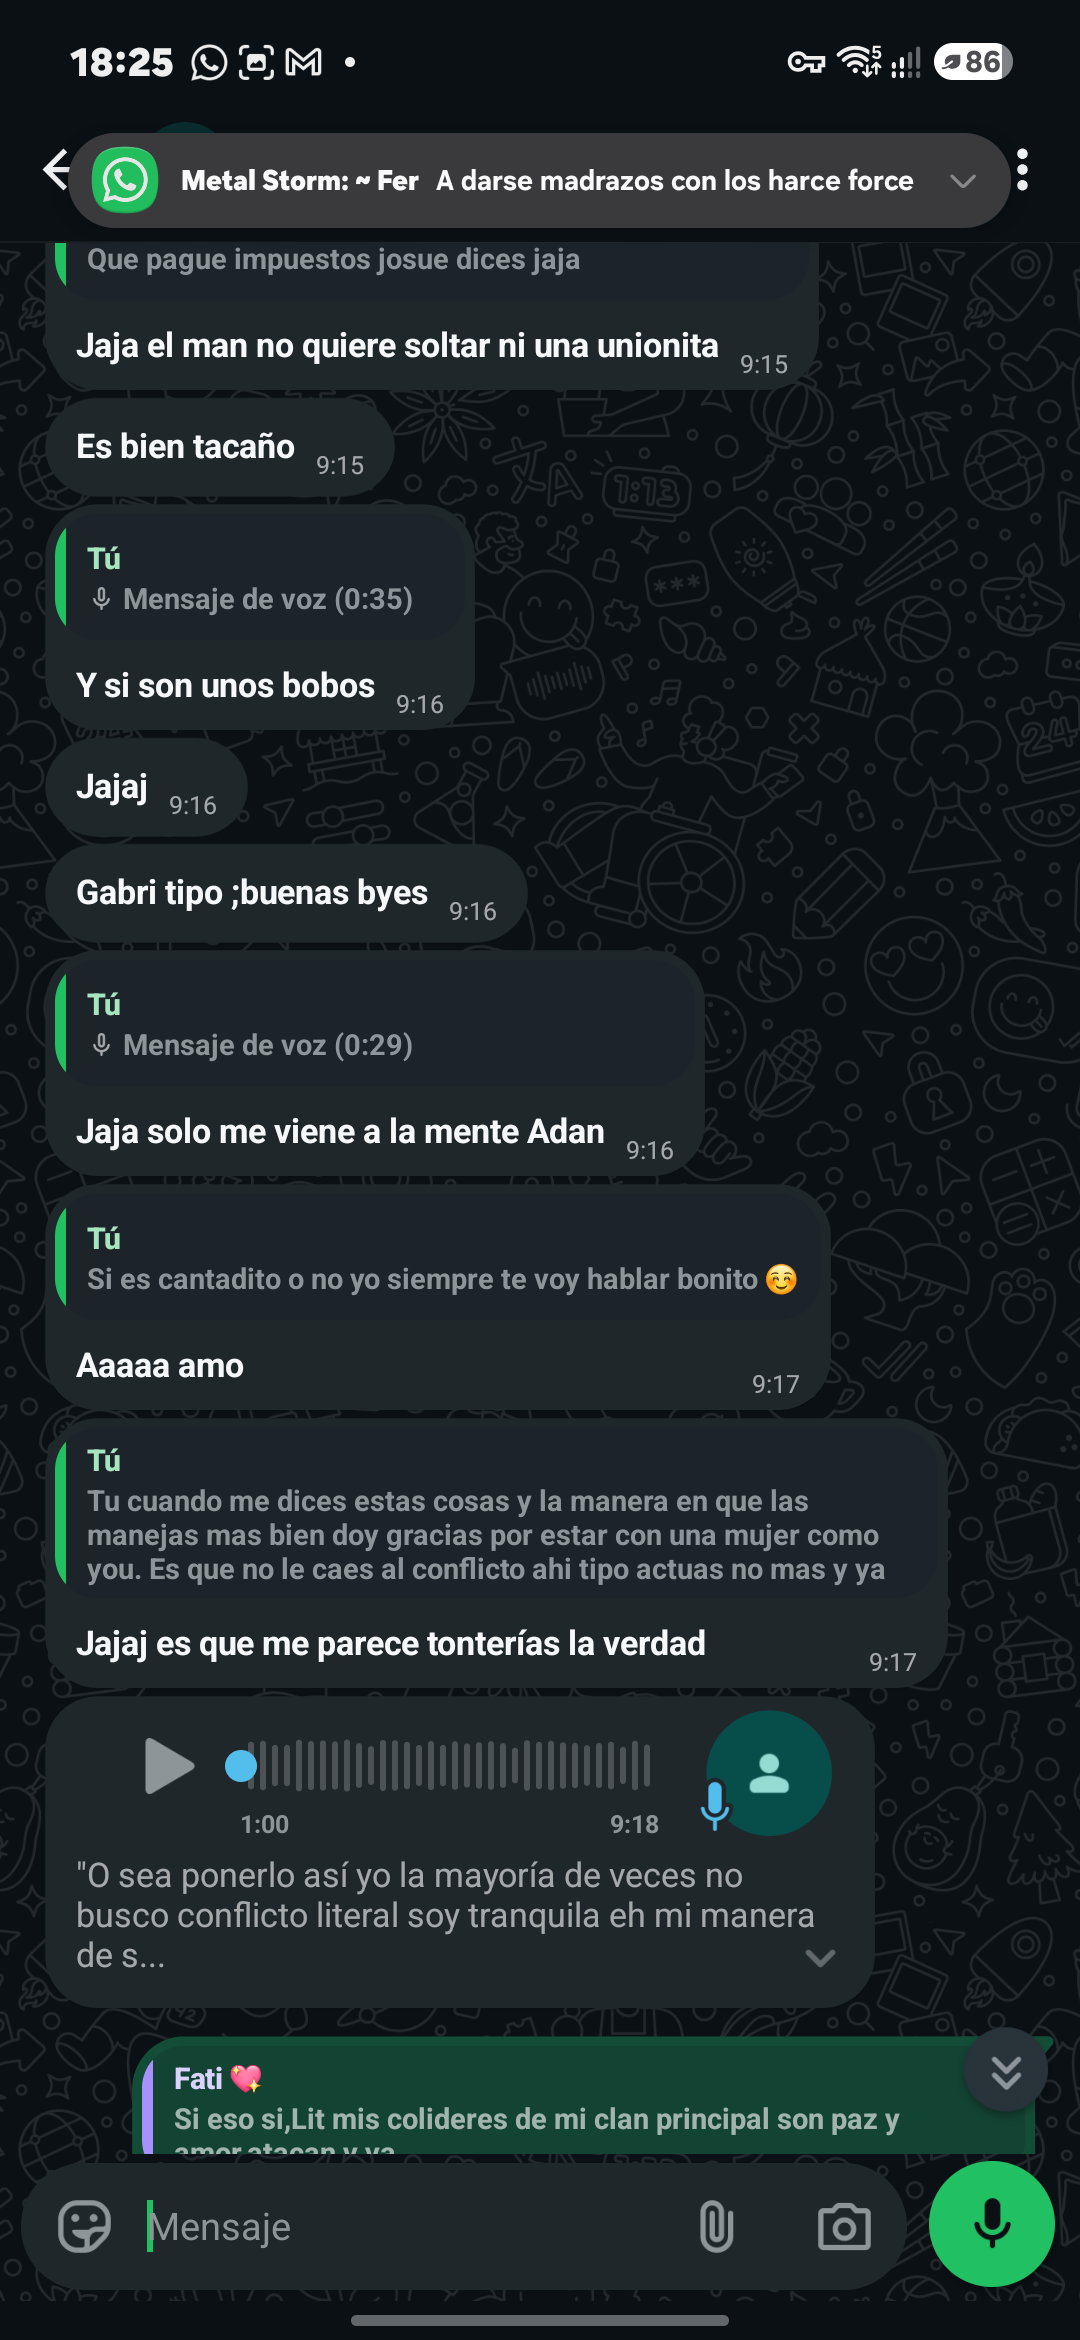 18:25
5
86
Metal Storm: ~ Fer A darse madrazos con los harce force
Que pague impuestos josue dices jaja
Jaja el man no quiere soltar ni una unionita 9:15
Es bien tacaño 9:15
Tú
Mensaje de voz (0:35)
Y si son unos bobos 9:16
Jajaj 9:16
Gabri tipo ;buenas byes 9:16
Tú
Mensaje de voz (0:29)
Jaja solo me viene a la mente Adan 9:16
Tú
Si es cantadito o no yo siempre te voy hablar bonito ☺️
Aaaaa amo
9:17
Tú
Tu cuando me dices estas cosas y la manera en que las
manejas mas bien doy gracias por estar con una mujer como
you. Es que no le caes al conflicto ahi tipo actuas no mas y ya
Jajaj es que me parece tonterías la verdad
9:17
1:00 9:18
"O sea ponerlo así yo la mayoría de veces no
busco conflicto literal soy tranquila eh mi manera
de s...
Fati 💖
Si eso si,Lit mis colideres de mi clan principal son paz y
amor,atacan y ya
Mensaje